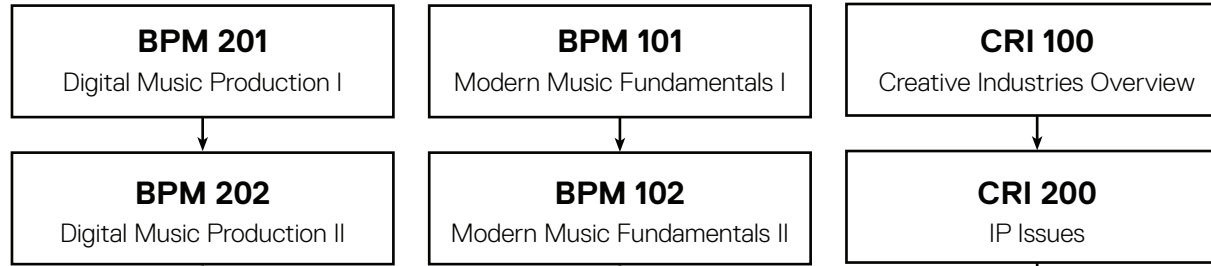 BPM 201
Digital Music Production I
BPM 101
Modern Music Fundamentals I
CRI 100
Creative Industries Overview
BPM 202
Digital Music Production II
BPM 102
Modern Music Fundamentals II
CRI 200
IP Issues